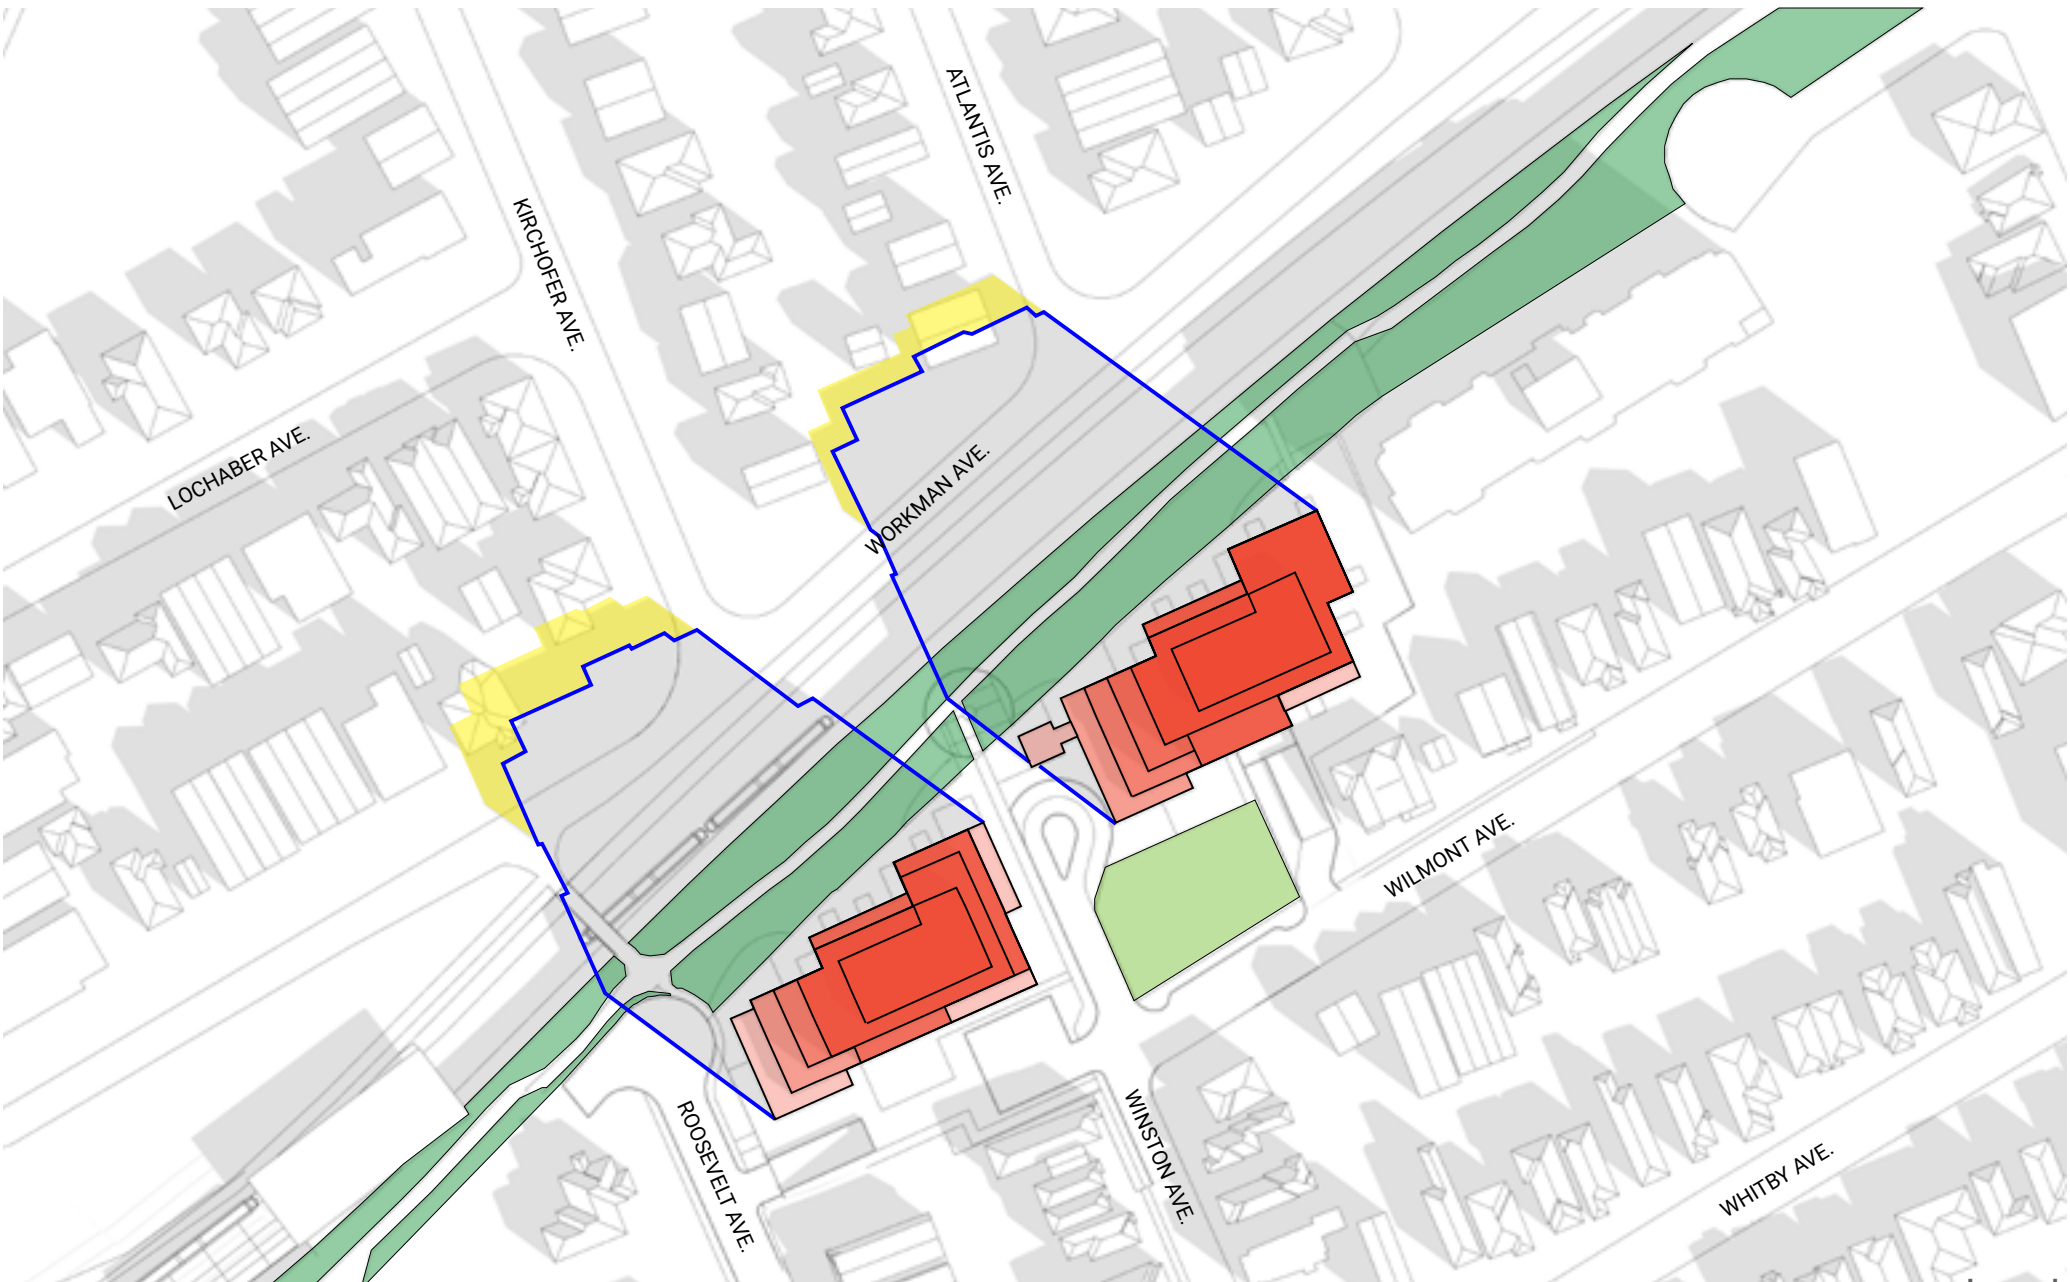 ATLANTIS AVE.
KIRCHOFER AVE.
LOCHABER AVE.
WORKMAN AVE.
WILMONT AVE.
ROOSEVELT AVE.
WINSTON AVE.
WHITBY AVE.